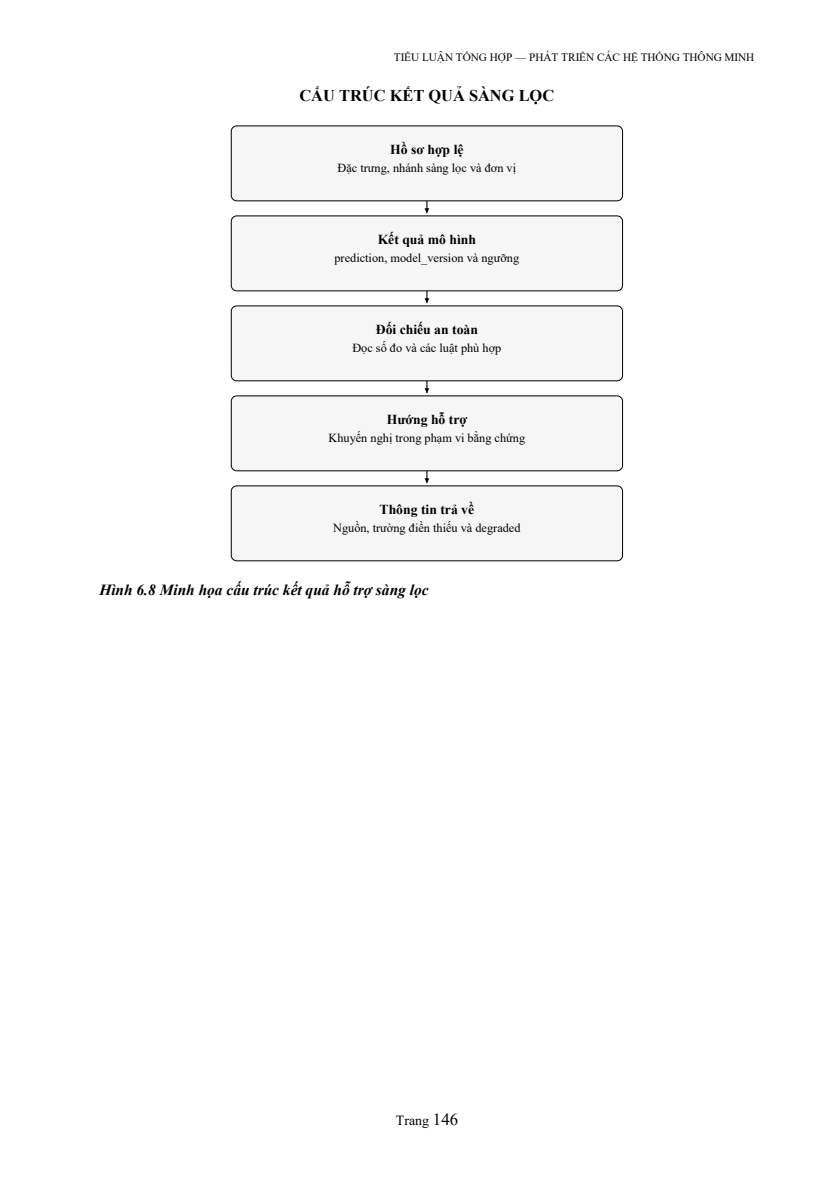 TIỂU LUẬN TỔNG HỢP — PHÁT TRIỂN CÁC HỆ THỐNG THÔNG MINH
CẤU TRÚC KẾT QUẢ SÀNG LỌC
Hồ sơ hợp lệ
Đặc trưng, nhánh sàng lọc và đơn vị
Kết quả mô hình
prediction, model_version và ngưỡng
Đối chiếu an toàn
Đọc số đo và các luật phù hợp
Hướng hỗ trợ
Khuyến nghị trong phạm vi bằng chứng
Thông tin trả về
Nguồn, trường điền thiếu và degraded
Hình 6.8 Minh họa cấu trúc kết quả hỗ trợ sàng lọc
Trang 146